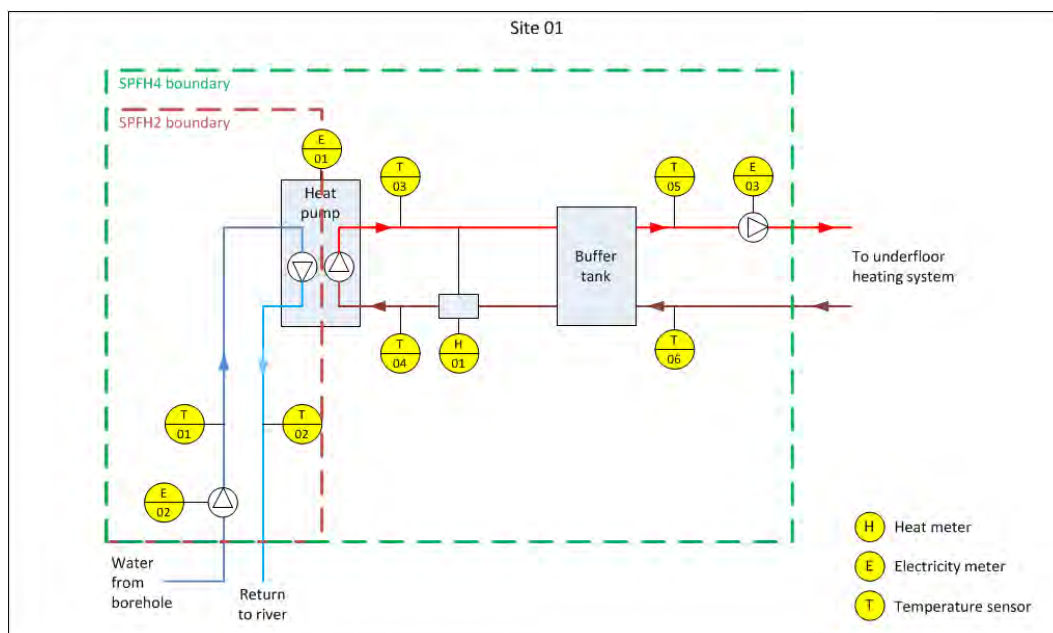 Site 01
SPFH4 boundary
SPFH2 boundary
E
01
T
03
T
05
E
03
Heat
pump
Buffer
tank
To underfloor
heating system
T
04
H
01
T
06
T
01
T
02
E
02
Water
from
borehole
Return
to river
H Heat meter
E Electricity meter
T Temperature sensor